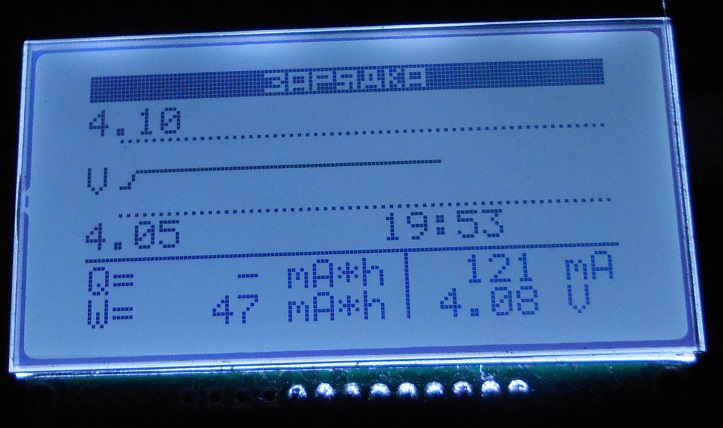 ЗАРЯДКА
4.10
V
4.05 19:53
Q= - mA*h 121 mA
W= 47 mA*h 4.08 V